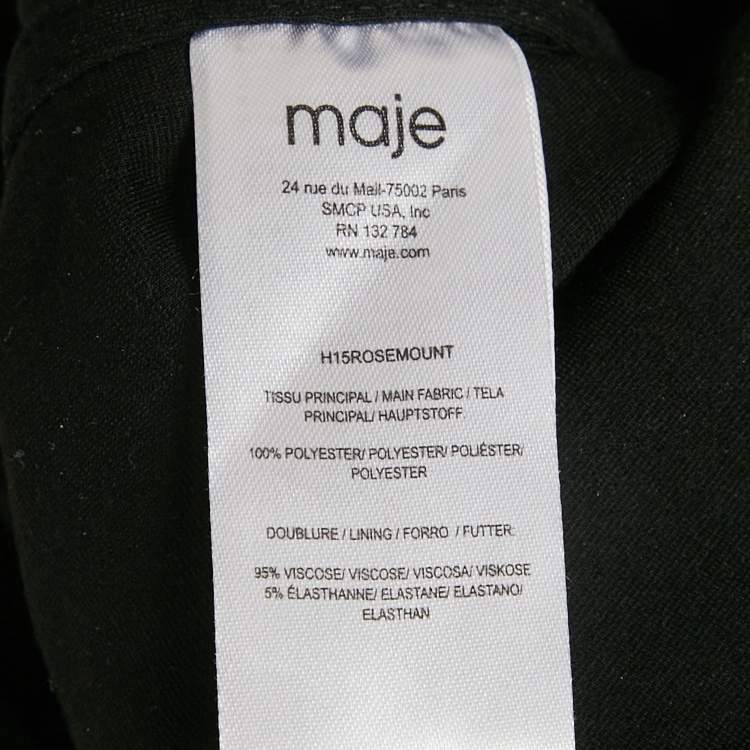 maje
24 rue du Mail-75002 Paris
SMCP USA, Inc
RN 132 784
www.maje.com
H15ROSEMOUNT
TISSU PRINCIPAL / MAIN FABRIC / TELA
PRINCIPAL/ HAUPTSTOFF
100% POLYESTER/ POLYESTER/ POLIÉSTER/
POLYESTER
DOUBLURE / LINING / FORRO / FUTTER
95% VISCOSE/ VISCOSE/ VISCOSA/ VISKOSE
5% ÉLASTHANNE/ ELASTANE/ ELASTANO/
ELASTHAN